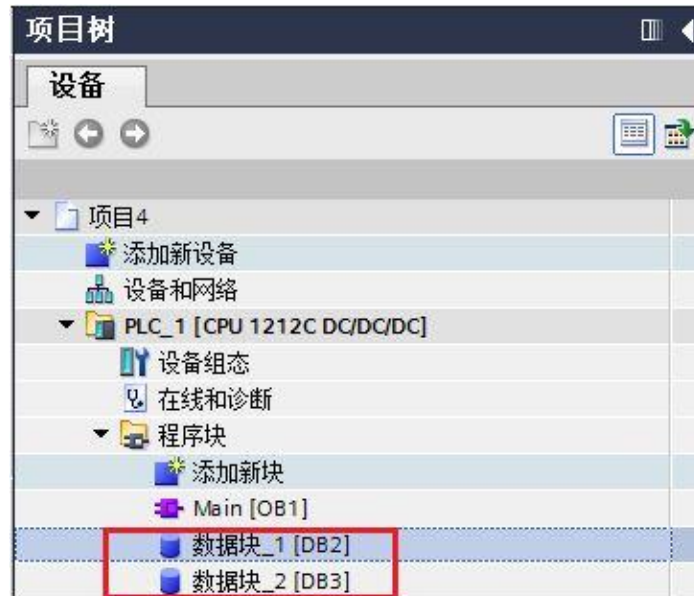 项目树
设备
项目4
添加新设备
设备和网络
PLC_1 [CPU 1212C DC/DC/DC]
设备组态
在线和诊断
程序块
添加新块
Main [OB1]
数据块_1 [DB2]
数据块_2 [DB3]